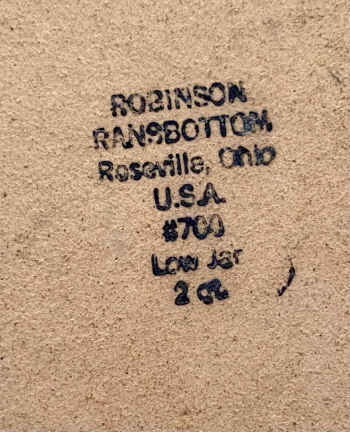 ROBINSON
RANSBOTTOM
Roseville, Ohio
U.S.A.
#700
Low Jar
2 qt.